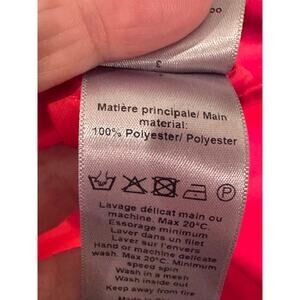 Matière principale/ Main
material:
100% Polyester/ Polyester
P
Lavage délicat main ou
machine. Max 20°C.
Essorage minimum
Laver dans un filet
Laver sur l'envers
Hand or machine delicate
wash. Max 20°C. Minimum
speed spin
Wash in a mesh
Wash inside out
Keep away from fire